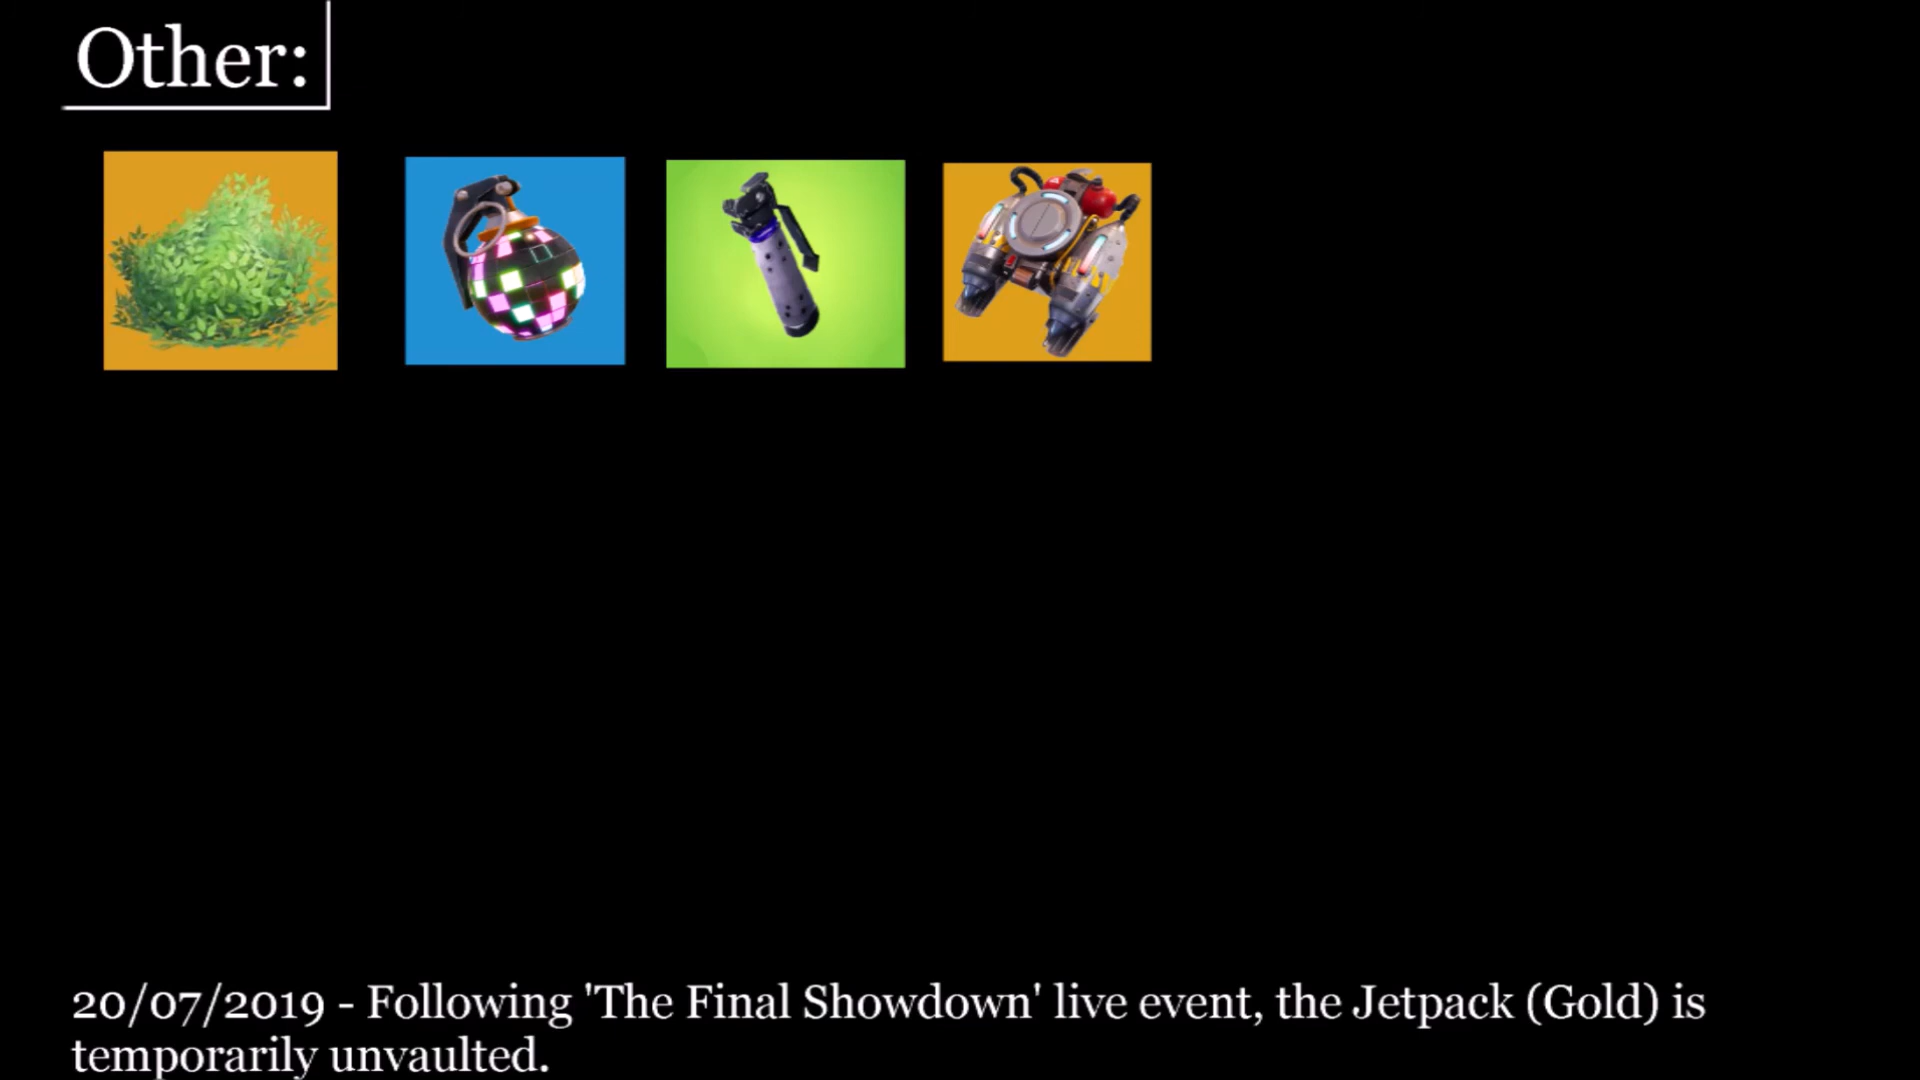 Other:
20/07/2019 - Following 'The Final Showdown' live event, the Jetpack (Gold) is
temporarily unvaulted.